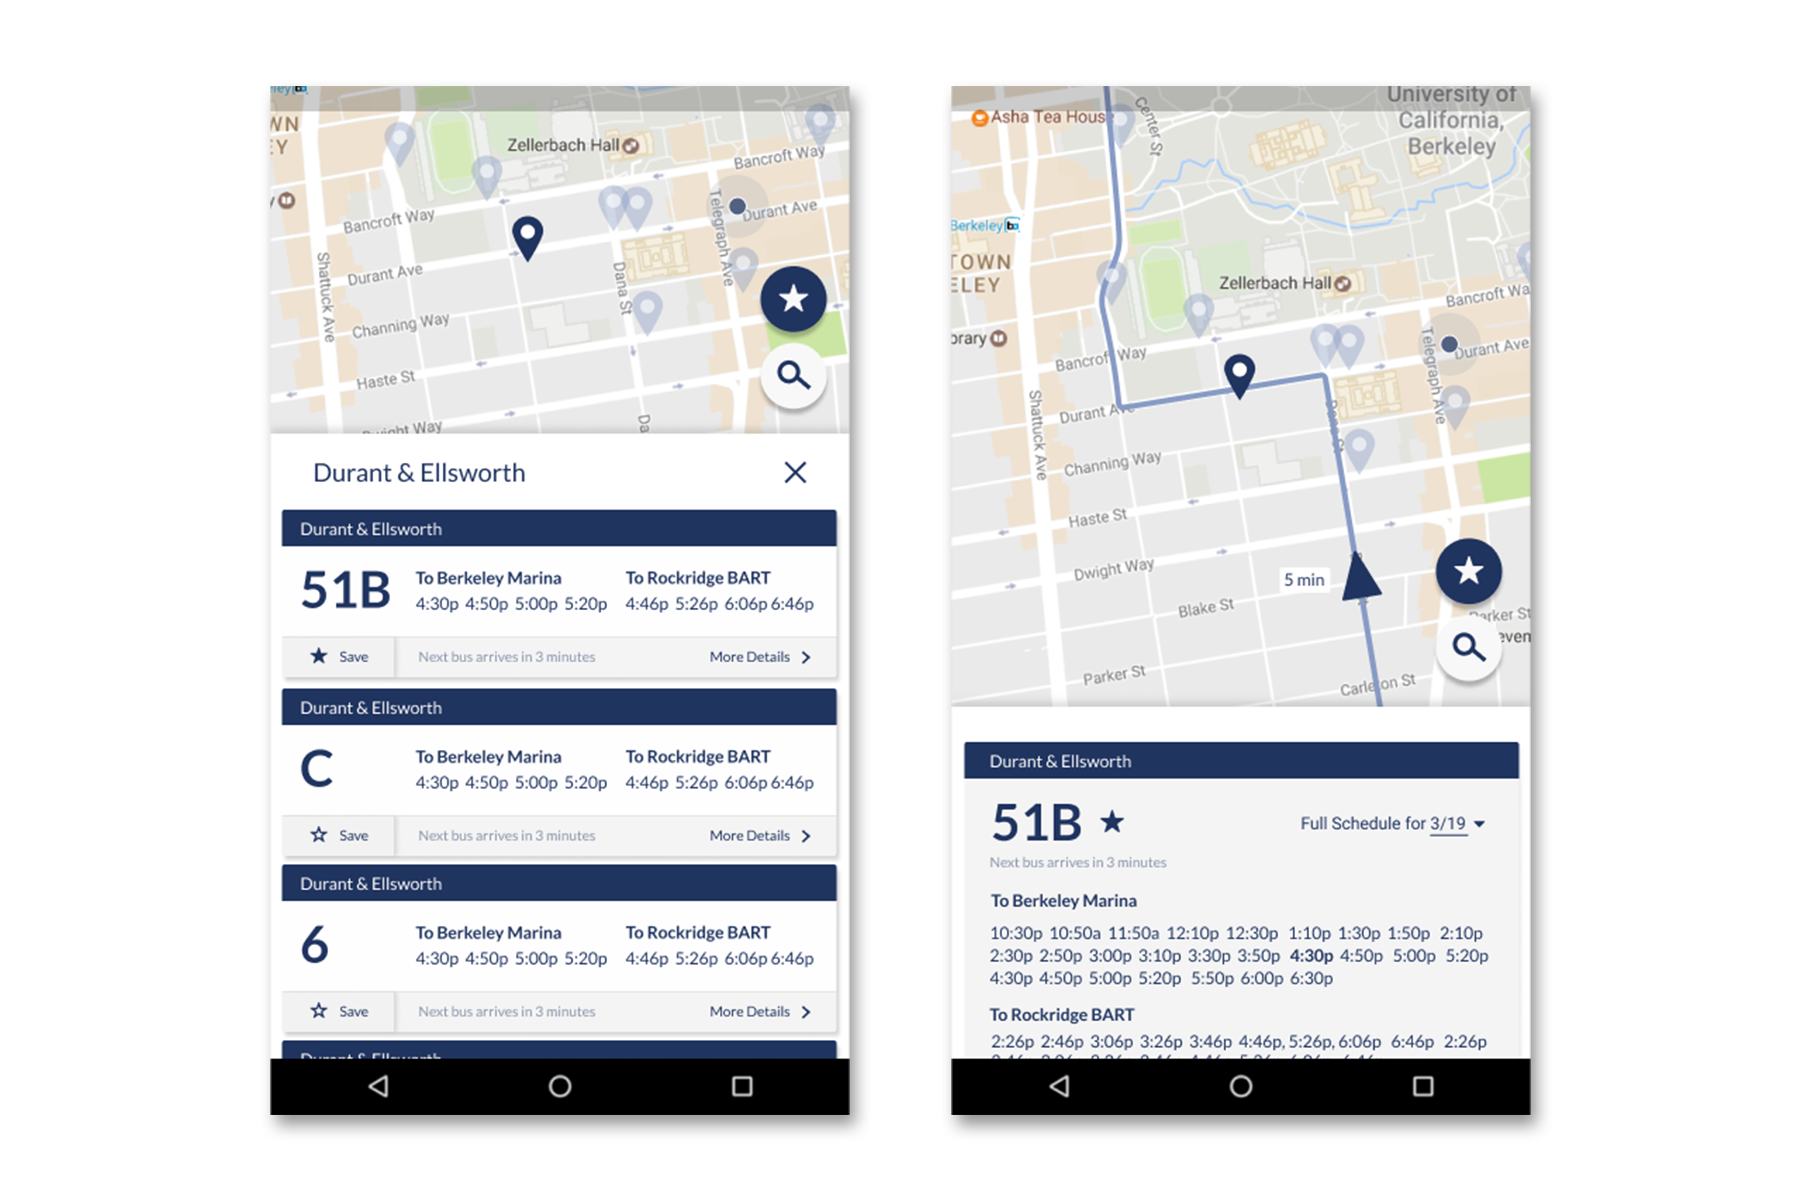 eley
WN
EY
Zellerbach Hall
Bancroft Way
Bancroft Way
Durant Ave
Durant Ave
Telegraph Ave
Shattuck Ave
Dana St
Channing Way
Haste St
Dwight Way
Da
Durant & Ellsworth
Durant & Ellsworth
51B
To Berkeley Marina
4:30p 4:50p 5:00p 5:20p
To Rockridge BART
4:46p 5:26p 6:06p 6:46p
Save
Next bus arrives in 3 minutes
More Details
Durant & Ellsworth
C
To Berkeley Marina
4:30p 4:50p 5:00p 5:20p
To Rockridge BART
4:46p 5:26p 6:06p 6:46p
Save
Next bus arrives in 3 minutes
More Details
Durant & Ellsworth
6
To Berkeley Marina
4:30p 4:50p 5:00p 5:20p
To Rockridge BART
4:46p 5:26p 6:06p 6:46p
Save
Next bus arrives in 3 minutes
More Details
Durant & Ellsworth
Asha Tea House
Center St
University of
California,
Berkeley
Berkeley
TOWN
ELEY
Zellerbach Hall
brary
Bancroft Wa
Bancroft Way
Durant Ave
Durant Ave
Telegraph Ave
Shattuck Ave
Dana St
Channing Way
Haste St
Dwight Way
5 min
Blake St
Parker St
even
Parker St
Carleton St
Durant & Ellsworth
51B
Full Schedule for 3/19
Next bus arrives in 3 minutes
To Berkeley Marina
10:30p 10:50a 11:50a 12:10p 12:30p 1:10p 1:30p 1:50p 2:10p
2:30p 2:50p 3:00p 3:10p 3:30p 3:50p 4:30p 4:50p 5:00p 5:20p
4:30p 4:50p 5:00p 5:20p 5:50p 6:00p 6:30p
To Rockridge BART
2:26p 2:46p 3:06p 3:26p 3:46p 4:46p, 5:26p, 6:06p 6:46p 2:26p